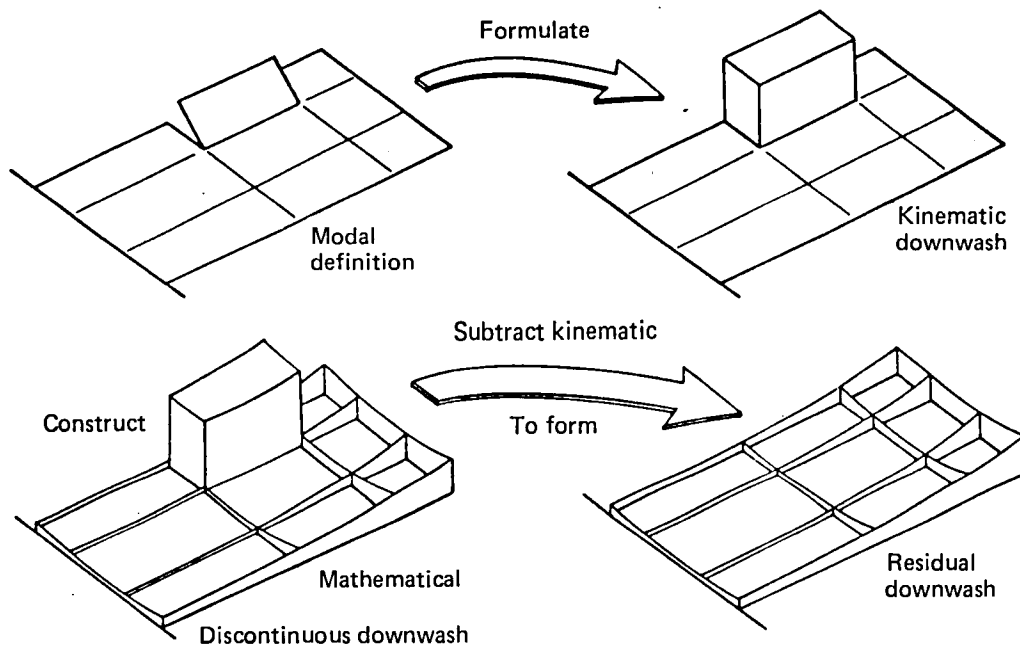 Formulate
Modal
definition
Kinematic
downwash
Subtract kinematic
Construct
To form
Mathematical
Residual
downwash
Discontinuous downwash